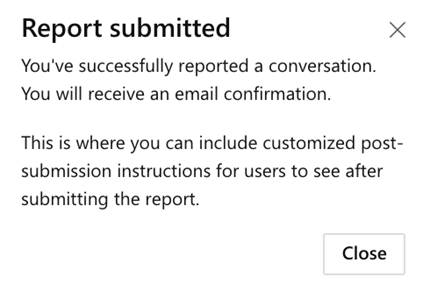 Report submitted
You've successfully reported a conversation.
You will receive an email confirmation.
This is where you can include customized post-
submission instructions for users to see after
submitting the report.
Close